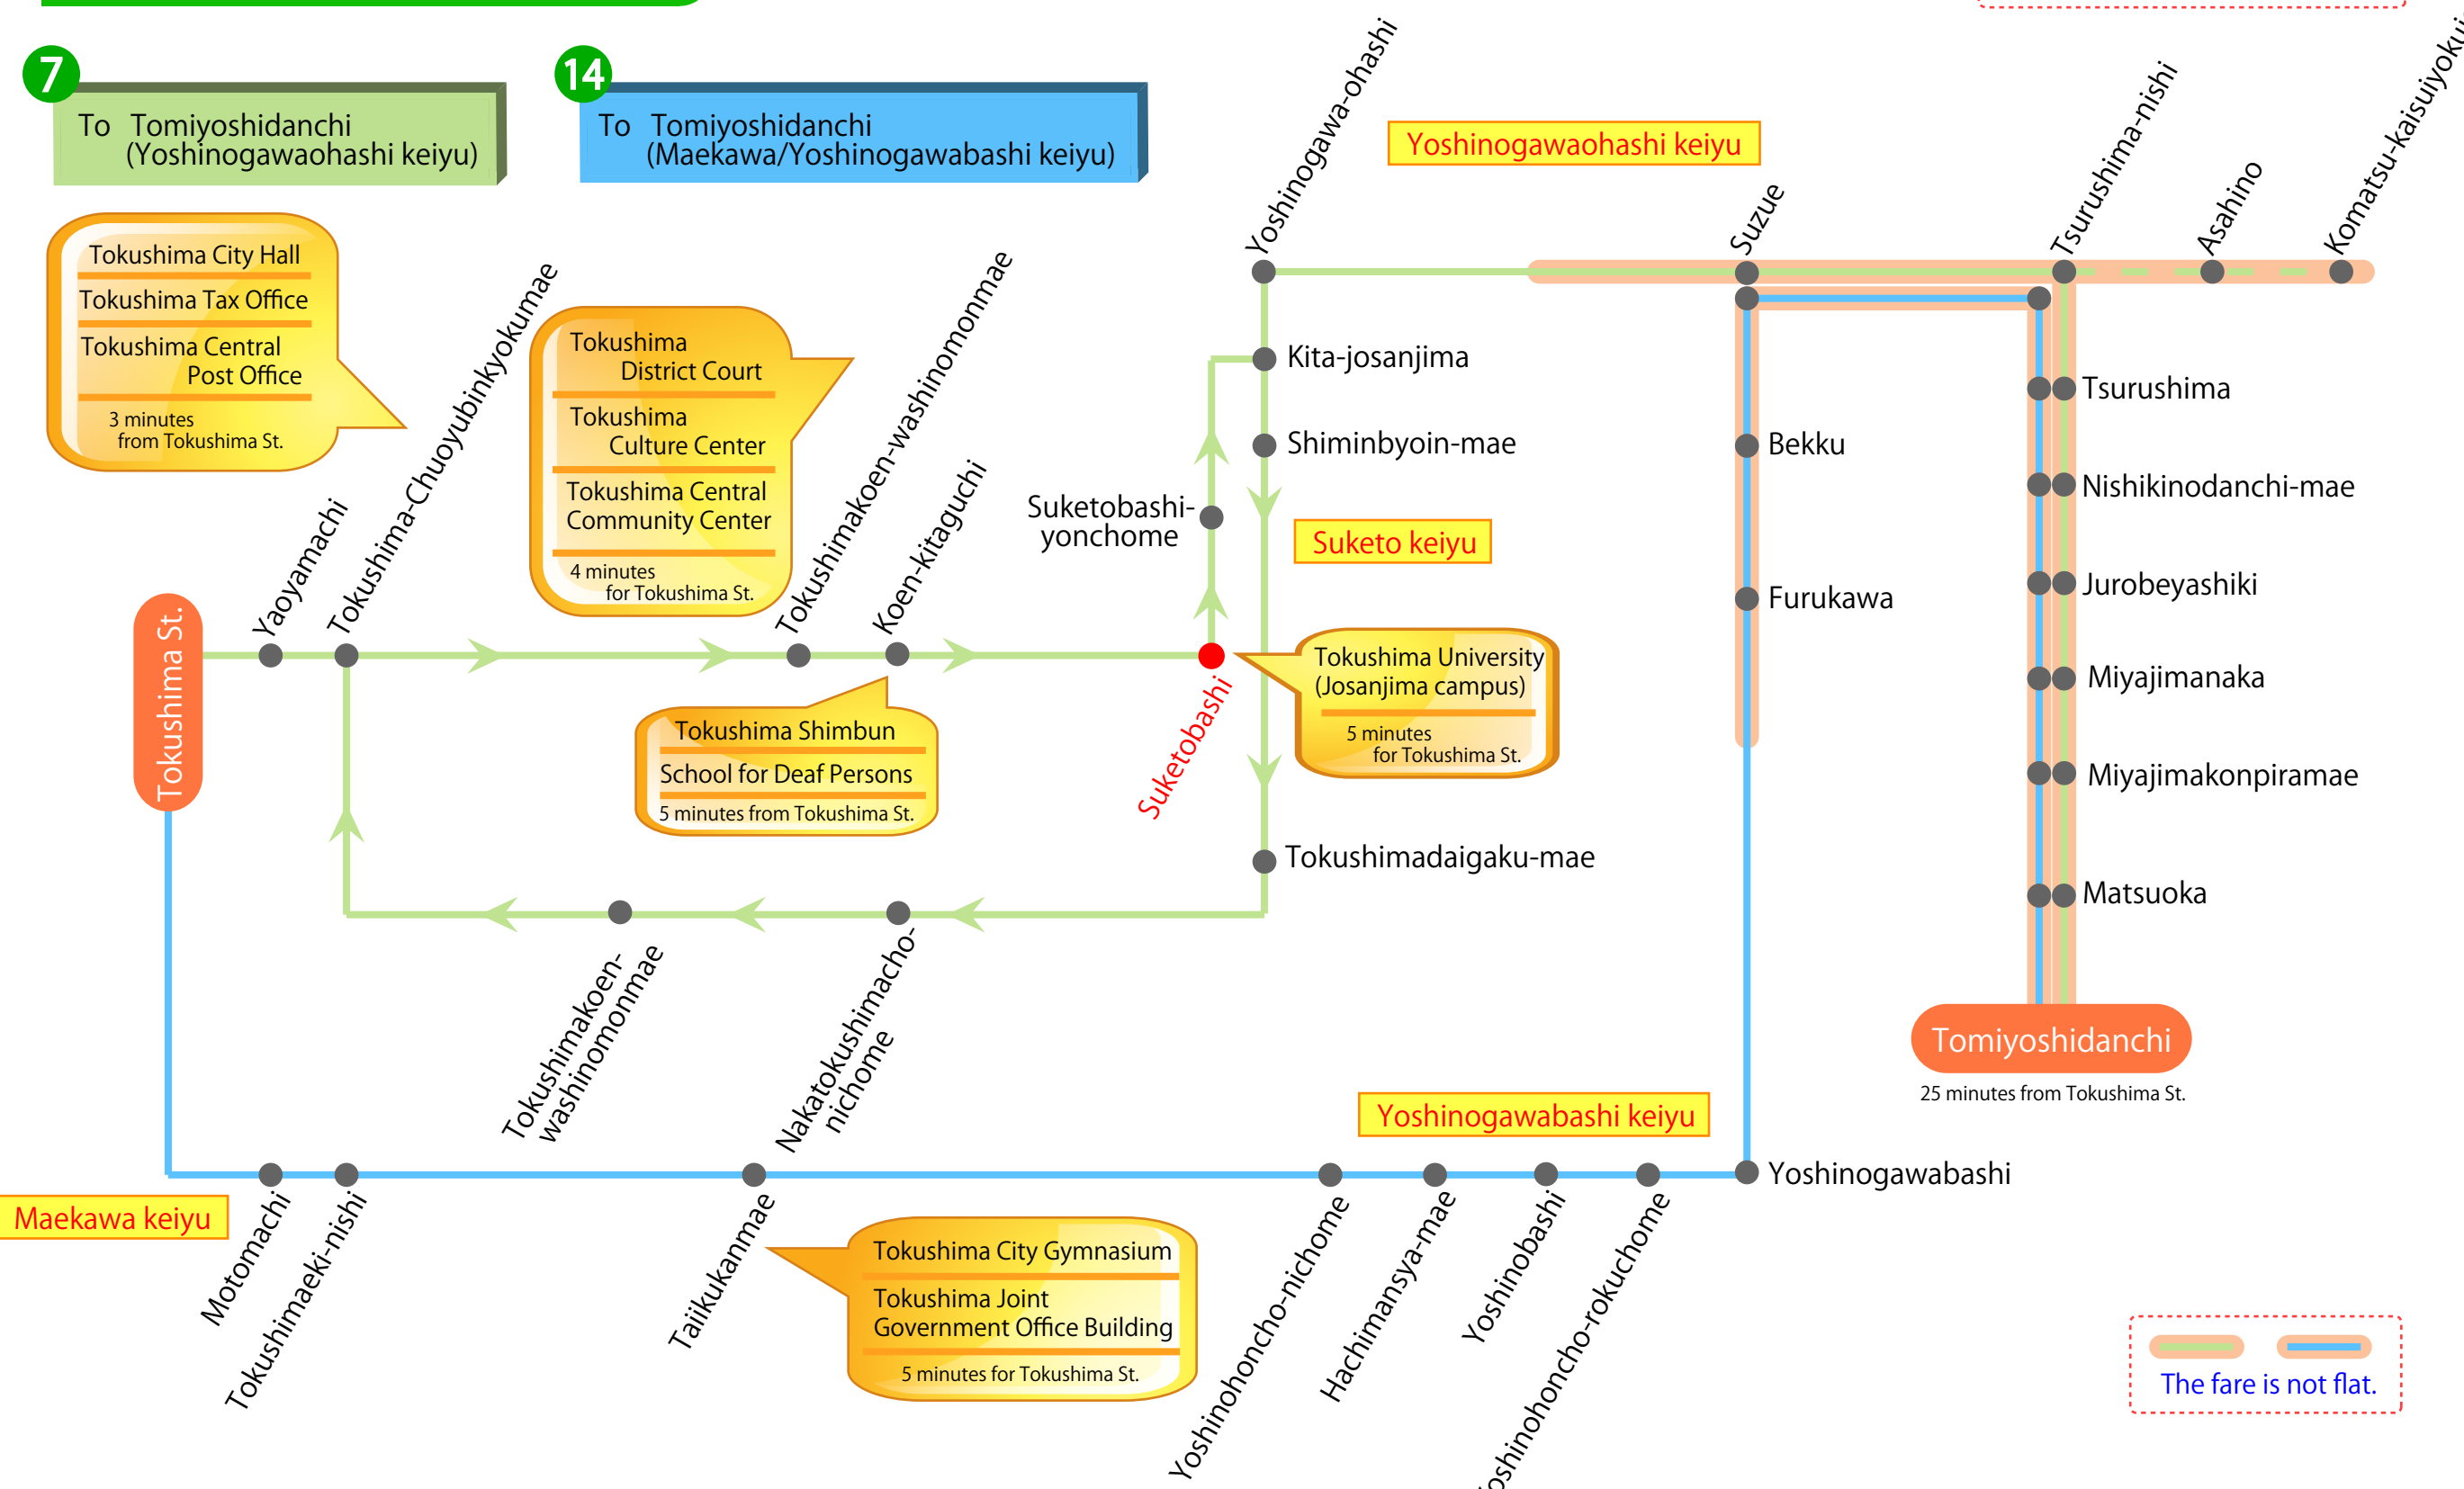 7
To Tomiyoshidanchi
(Yoshinogawaohashi keiyu)
14
To Tomiyoshidanchi
(Maekawa/Yoshinogawabashi keiyu)
Yoshinogawaohashi keiyu
Yoshinogawa-ohashi
Suzue
Tsurushima-nishi
Asahino
Tokushima City Hall
Tokushima Tax Office
Tokushima Central
Post Office
3 minutes
from Tokushima St.
Tokushima
District Court
Tokushima
Culture Center
Tokushima Central
Community Center
4 minutes
for Tokushima St.
Tokushima St.
Yaoyamachi
Tokushima-Chuoyubinkyokumae
Tokushimakoen-washinomonmae
Koen-kitaguchi
Suketobashi-
yonchome
Kita-josanjima
Shiminbyoin-mae
Suketo keiyu
Suketobashi
Tokushima University
(Josanjima campus)
5 minutes
for Tokushima St.
Tokushima Shimbun
School for Deaf Persons
5 minutes from Tokushima St.
Tokushimadaigaku-mae
Tokushimakoen-
washinomonmae
Nakatokushimacho-
nichome
Bekku
Furukawa
Tsurushima
Nishikinodanchi-mae
Jurobeyashiki
Miyajimanaka
Miyajimakonpiramae
Matsuoka
Tomiyoshidanchi
25 minutes from Tokushima St.
Yoshinogawabashi keiyu
Yoshinogawabashi
Maekawa keiyu
Motomachi
Tokushimaeki-nishi
Taiikukanmae
Tokushima City Gymnasium
Tokushima Joint
Government Office Building
5 minutes for Tokushima St.
Yoshinohoncho-nichome
Hachimansya-mae
Yoshinobashi
The fare is not flat.